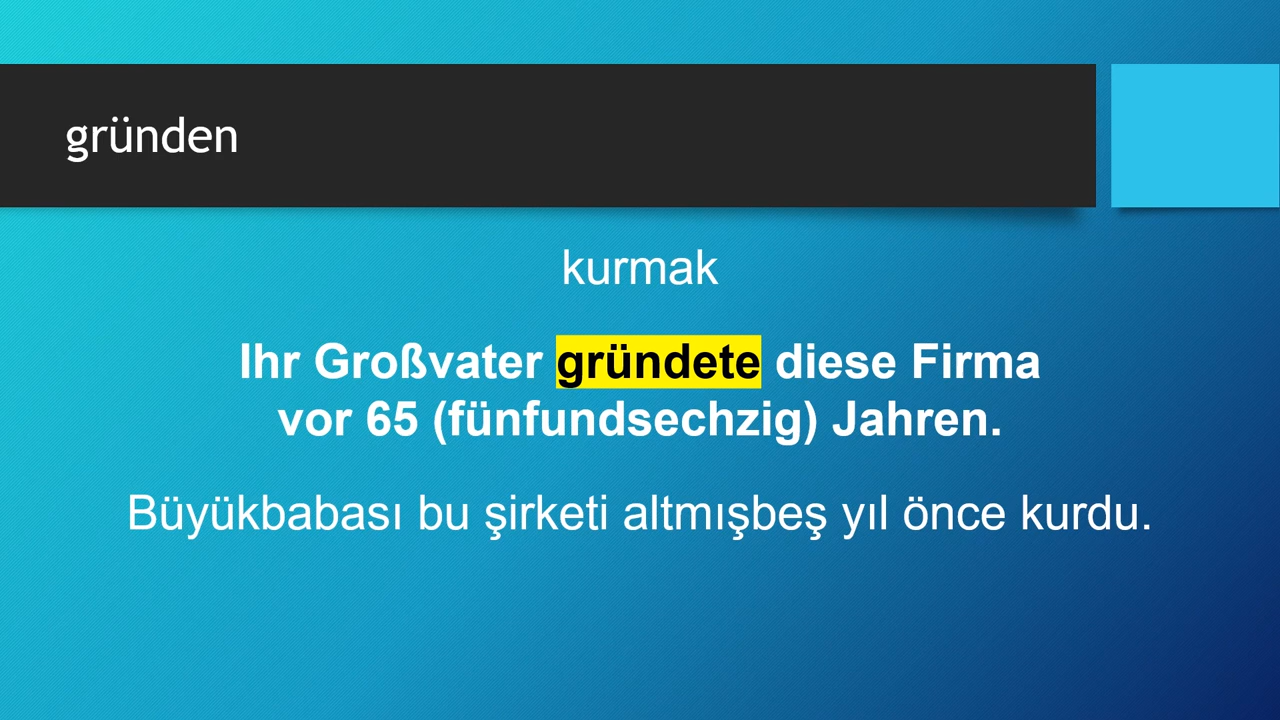 gründen
kurmak
Ihr Großvater gründete diese Firma
vor 65 (fünfundsechzig) Jahren.
Büyükbabası bu şirketi altmışbeş yıl önce kurdu.